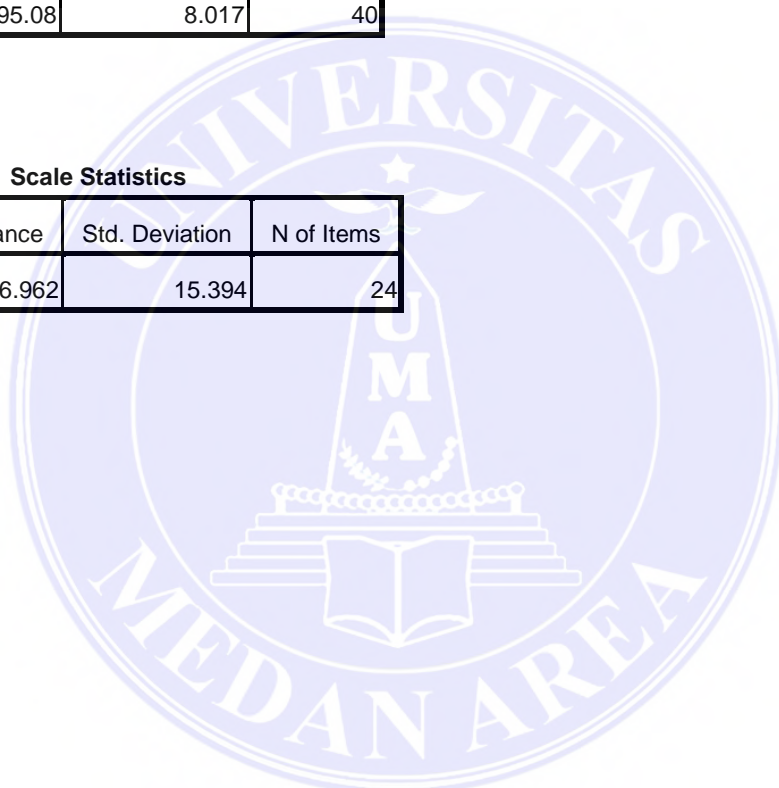 95.08 8.017 40
UNIVERSITAS
Scale Statistics
Std. Deviation N of Items
6.962 15.394 24
UMA
MEDAN AREA